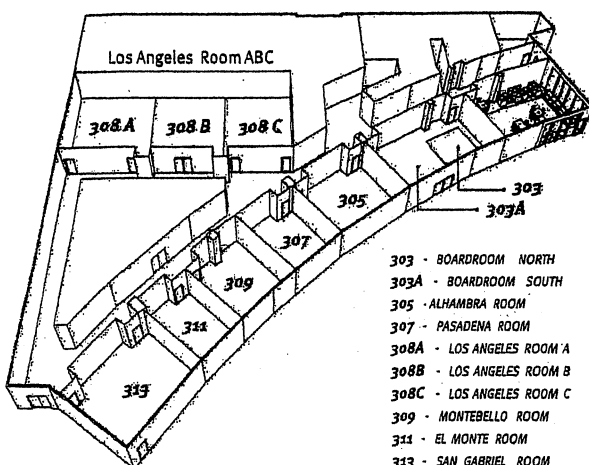 Los Angeles Room ABC
308A 308B 308C
303
303A
305
307
309
311
313
303 - BOARDROOM NORTH
303A - BOARDROOM SOUTH
305 - ALHAMBRA ROOM
307 - PASADENA ROOM
308A - LOS ANGELES ROOM A
308B - LOS ANGELES ROOM B
308C - LOS ANGELES ROOM C
309 - MONTEBELLO ROOM
311 - EL MONTE ROOM
313 - SAN GABRIEL ROOM